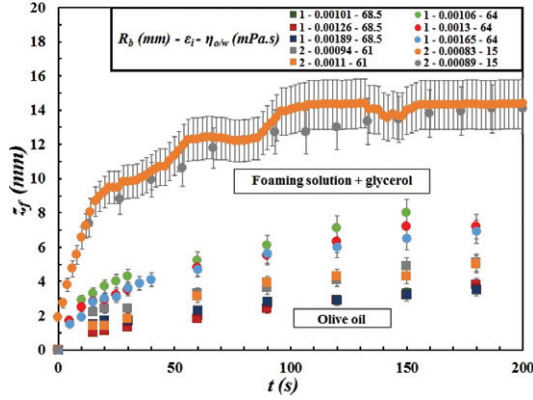 R_b (mm) - ε_i - η_o/w (mPa.s)
1 - 0.00101 - 68.5
1 - 0.00126 - 68.5
1 - 0.00189 - 68.5
2 - 0.00094 - 61
2 - 0.0011 - 61
1 - 0.00106 - 64
1 - 0.0013 - 64
1 - 0.00165 - 64
2 - 0.00083 - 15
2 - 0.00089 - 15
z_f (mm)
20
18
16
14
12
10
8
6
4
2
0
Foaming solution + glycerol
Olive oil
0
50
100
150
200
t (s)